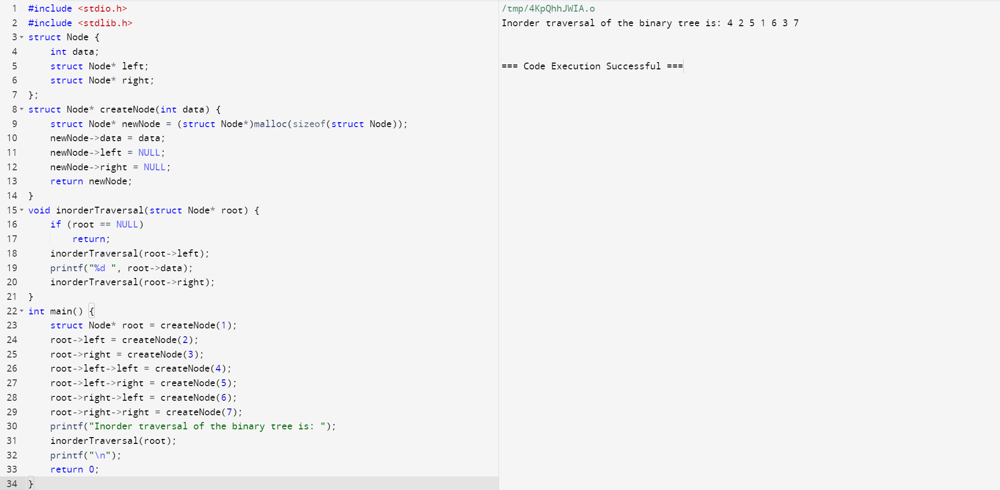 1 #include <stdio.h>
2 #include <stdlib.h>
3 struct Node {
4     int data;
5     struct Node* left;
6     struct Node* right;
7 };
8 struct Node* createNode(int data) {
9     struct Node* newNode = (struct Node*)malloc(sizeof(struct Node));
10     newNode->data = data;
11     newNode->left = NULL;
12     newNode->right = NULL;
13     return newNode;
14 }
15 void inorderTraversal(struct Node* root) {
16     if (root == NULL)
17         return;
18     inorderTraversal(root->left);
19     printf("%d ", root->data);
20     inorderTraversal(root->right);
21 }
22 int main() {
23     struct Node* root = createNode(1);
24     root->left = createNode(2);
25     root->right = createNode(3);
26     root->left->left = createNode(4);
27     root->left->right = createNode(5);
28     root->right->left = createNode(6);
29     root->right->right = createNode(7);
30     printf("Inorder traversal of the binary tree is: ");
31     inorderTraversal(root);
32     printf("\n");
33     return 0;
34 }
/tmp/4KpQhhJWIA.o
Inorder traversal of the binary tree is: 4 2 5 1 6 3 7
=== Code Execution Successful ===